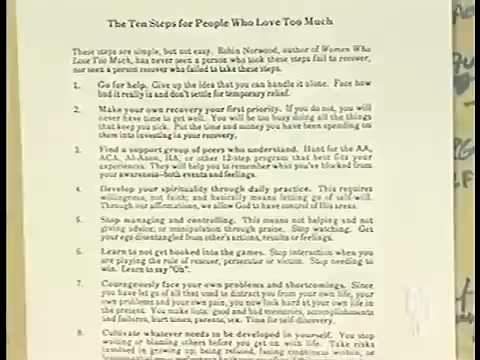 The Ten Steps for People Who Love Too Much
These steps are simple, but not easy. Robin Norwood, author of Women Who
Love Too Much, has never seen a person who took these steps fail to recover,
nor seen a person recover who failed to take these steps.
1. Go for help. Give up the idea that you can handle it alone. Face how
bad it really is and don't settle for temporary relief.
2. Make your own recovery your first priority. If you do not, you will
never have time to get well. You will be too busy doing all the things
that keep you sick. Put the time and money you have been spending on
them into investing in your recovery.
3. Find a support group of peers who understand. Hunt for the AA,
ACA, Al-Anon, or other 12-step program that best fits your
experiences. They will help you to remember what you've blocked from
your awareness—both events and feelings.
4. Develop your spirituality through daily practice. This requires
willingness, not faith; and basically means letting go of self-will.
Through our affirmations, we allow God to have control of this area.
5. Stop managing and controlling. This means not helping and not
giving advice; or manipulation through praise. Stop watching. Get
your ego disentangled from other's actions, results or feelings.
6. Learn to not get hooked into the games. Stop interaction when you
are playing the role of rescuer, persecutor or victim. Stop needing to
win. Learn to say "Oh".
7. Courageously face your own problems and shortcomings. Since
you have let go of all that used to distract you from your own life, your
own problems and your own pain, you now look hard at your own life in
the present. You make lists: good and bad memories, accomplishments
and failures, hurt times, parents, sex. Time for self-discovery.
8. Cultivate whatever needs to be developed in yourself. You stop
waiting or blaming others before you get on with life. Take risks
involved in growing up; being refused,